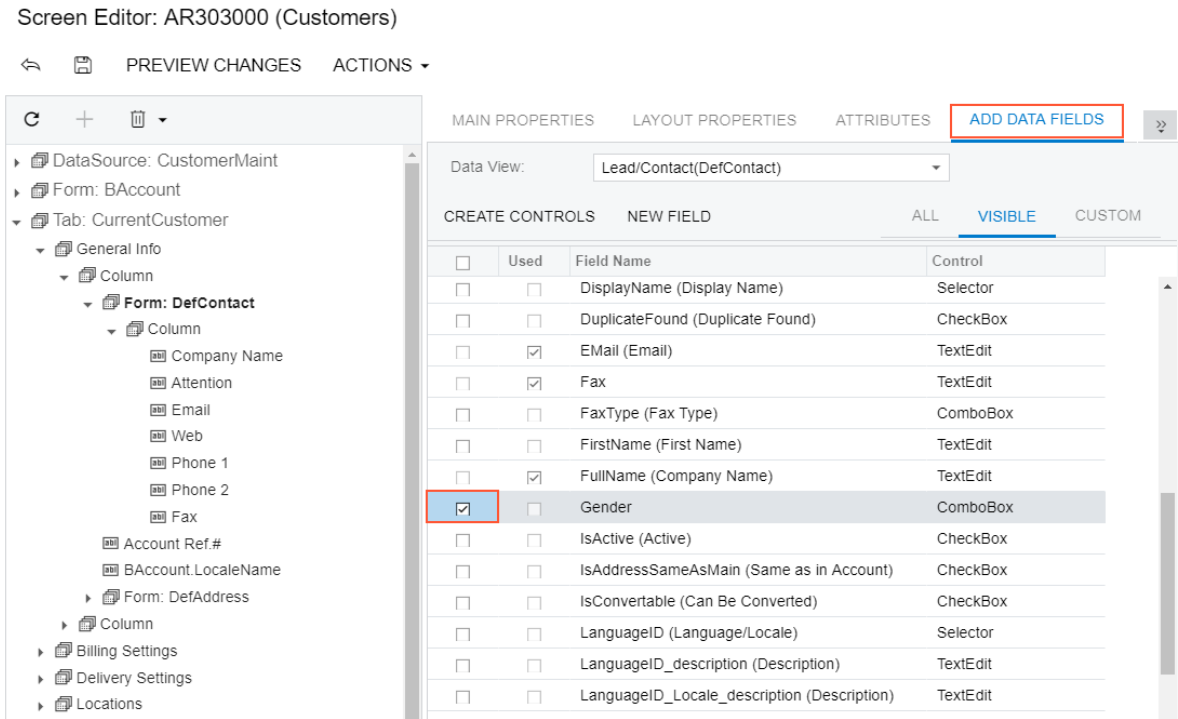 Screen Editor: AR303000 (Customers)
PREVIEW CHANGES ACTIONS
DataSource: CustomerMaint
Form: BAccount
Tab: CurrentCustomer
General Info
Column
Form: DefContact
Column
Company Name
Attention
Email
Web
Phone 1
Phone 2
Fax
Account Ref.#
BAccount.LocaleName
Form: DefAddress
Column
Billing Settings
Delivery Settings
Locations
MAIN PROPERTIES LAYOUT PROPERTIES ATTRIBUTES ADD DATA FIELDS
Data View: Lead/Contact(DefContact)
CREATE CONTROLS NEW FIELD ALL VISIBLE CUSTOM
Used Field Name Control
DisplayName (Display Name) Selector
DuplicateFound (Duplicate Found) CheckBox
EMail (Email) TextEdit
Fax TextEdit
FaxType (Fax Type) ComboBox
FirstName (First Name) TextEdit
FullName (Company Name) TextEdit
Gender ComboBox
IsActive (Active) CheckBox
IsAddressSameAsMain (Same as in Account) CheckBox
IsConvertable (Can Be Converted) CheckBox
LanguageID (Language/Locale) Selector
LanguageID_description (Description) TextEdit
LanguageID_Locale_description (Description) TextEdit